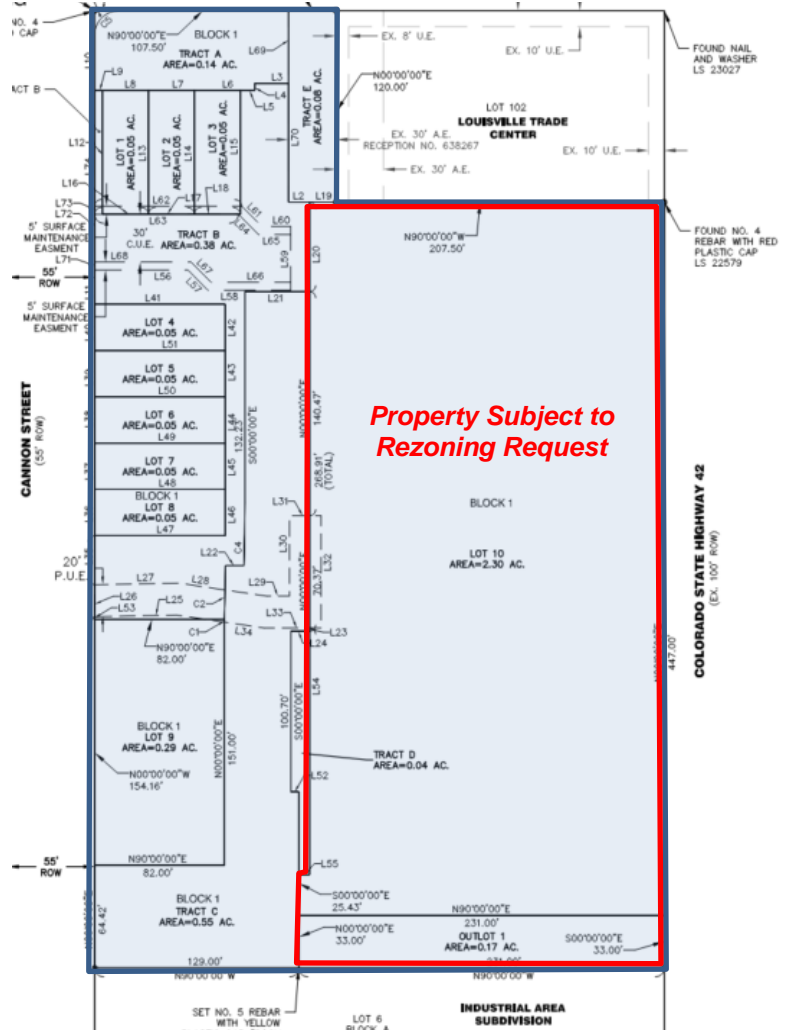 NO. 4
CAP
N90°00'00"E
107.50'
BLOCK 1
TRACT A
AREA=0.14 AC.
L69
EX. 8' U.E.
EX. 10' U.E.
FOUND NAIL
AND WASHER
LS 23027
N00°00'00"E
120.00'
L9
L8
L7
L6
L3
L4
L5
ACT B
LOT 102
LOUISVILLE TRADE
CENTER
TRACT E
AREA=0.08 AC.
L70
L12
LOT 1
AREA=0.05 AC.
L13
LOT 2
AREA=0.05 AC.
L14
LOT 3
AREA=0.05 AC.
L15
EX. 30' A.E.
RECEPTION NO. 638267
EX. 10' U.E.
EX. 30' A.E.
L74
L16
L73
L72
L62
L17
L18
L63
L61
L64
L2
L19
L60
L65
5' SURFACE
MAINTENANCE
EASMENT
30'
C.U.E.
TRACT B
AREA=0.38 AC.
N90°00'00"W
207.50'
FOUND NO. 4
REBAR WITH RED
PLASTIC CAP
LS 22579
L59
L20
L71
L68
L67
L56
L57
L66
L58
L21
55'
ROW
5' SURFACE
MAINTENANCE
EASMENT
L41
LOT 4
AREA=0.05 AC.
L51
L42
LOT 5
AREA=0.05 AC.
L50
L43
LOT 6
AREA=0.05 AC.
L49
L44
LOT 7
AREA=0.05 AC.
L48
L45
BLOCK 1
LOT 8
AREA=0.05 AC.
L47
L46
132.23'
S00°00'00"E
N00°00'00"E
140.47'
268.91'
(TOTAL)
Property Subject to
Rezoning Request
CANNON STREET
(55' ROW)
BLOCK 1
LOT 10
AREA=2.30 AC.
COLORADO STATE HIGHWAY 42
(EX. 100' ROW)
447.00'
L31
L30
L32
L22
C4
N00°00'00"E
70.37'
20'
P.U.E.
L27
L28
L29
L26
L25
C2
L53
C1
L34
L33
L23
L24
N90°00'00"E
82.00'
L54
100.70'
S00°00'00"E
BLOCK 1
LOT 9
AREA=0.29 AC.
N00°00'00"E
151.00'
N00°00'00"W
154.16'
TRACT D
AREA=0.04 AC.
L52
55'
ROW
N90°00'00"E
82.00'
L55
S00°00'00"E
25.43'
BLOCK 1
TRACT C
AREA=0.55 AC.
64.42'
N90°00'00"E
231.00'
N00°00'00"E
33.00'
OUTLOT 1
AREA=0.17 AC.
S00°00'00"E
33.00'
129.00'
231.00'
N90°00'00"W
N90°00'00"W
SET NO. 5 REBAR
WITH YELLOW
LOT 6
BLOCK A
INDUSTRIAL AREA
SUBDIVISION